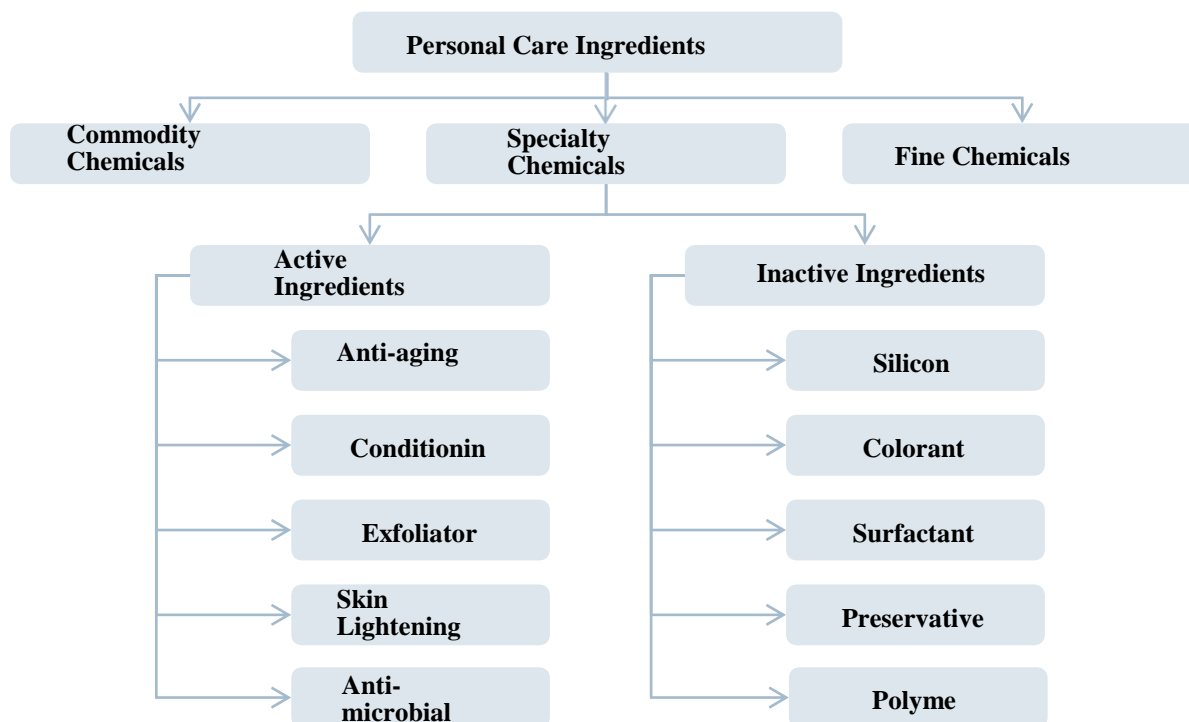 Personal Care Ingredients
Commodity
Chemicals
Specialty
Chemicals
Fine Chemicals
Active
Ingredients
Inactive Ingredients
Anti-aging
Silicon
Conditionin
Colorant
Exfoliator
Surfactant
Skin
Lightening
Preservative
Anti-
microbial
Polyme